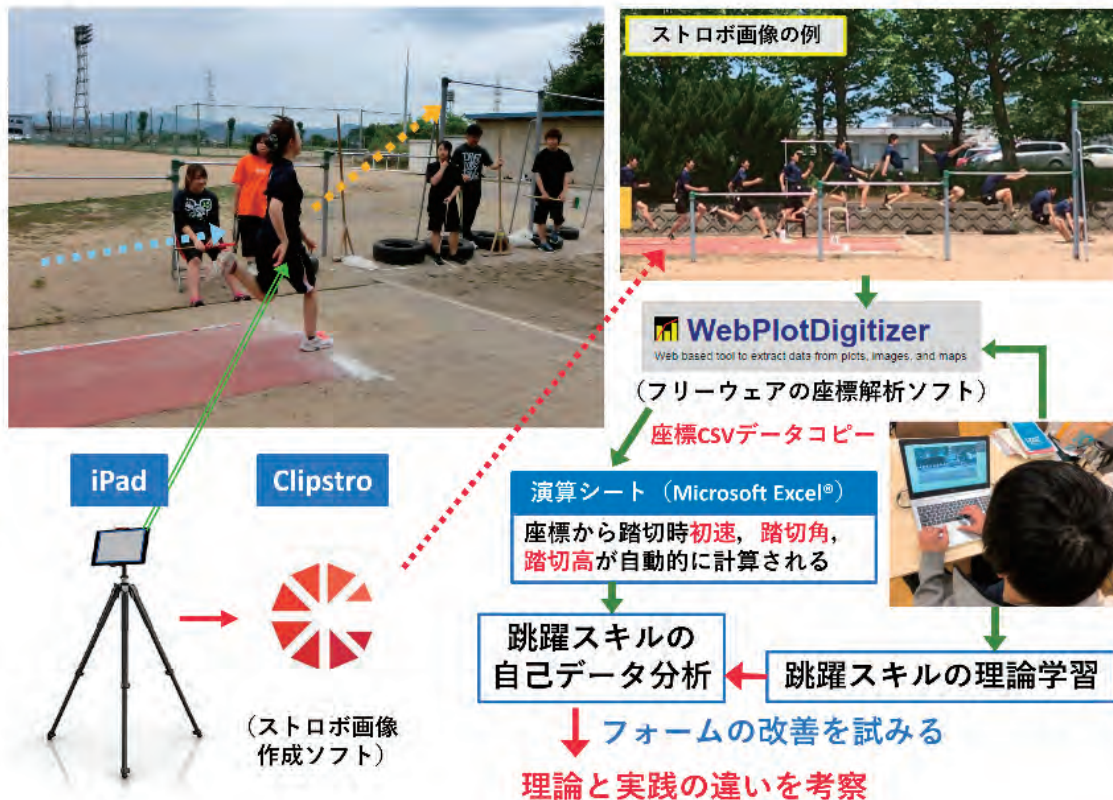 ストロボ画像の例
WebPlotDigitizer
Web based tool to extract data from plots, images, and maps
（フリーウェアの座標解析ソフト）
座標CSVデータコピー
iPad
Clipstro
演算シート（Microsoft Excel®）
座標から踏切時初速，踏切角，
踏切高が自動的に計算される
（ストロボ画像
作成ソフト）
跳躍スキルの
自己データ分析
跳躍スキルの理論学習
フォームの改善を試みる
理論と実践の違いを考察